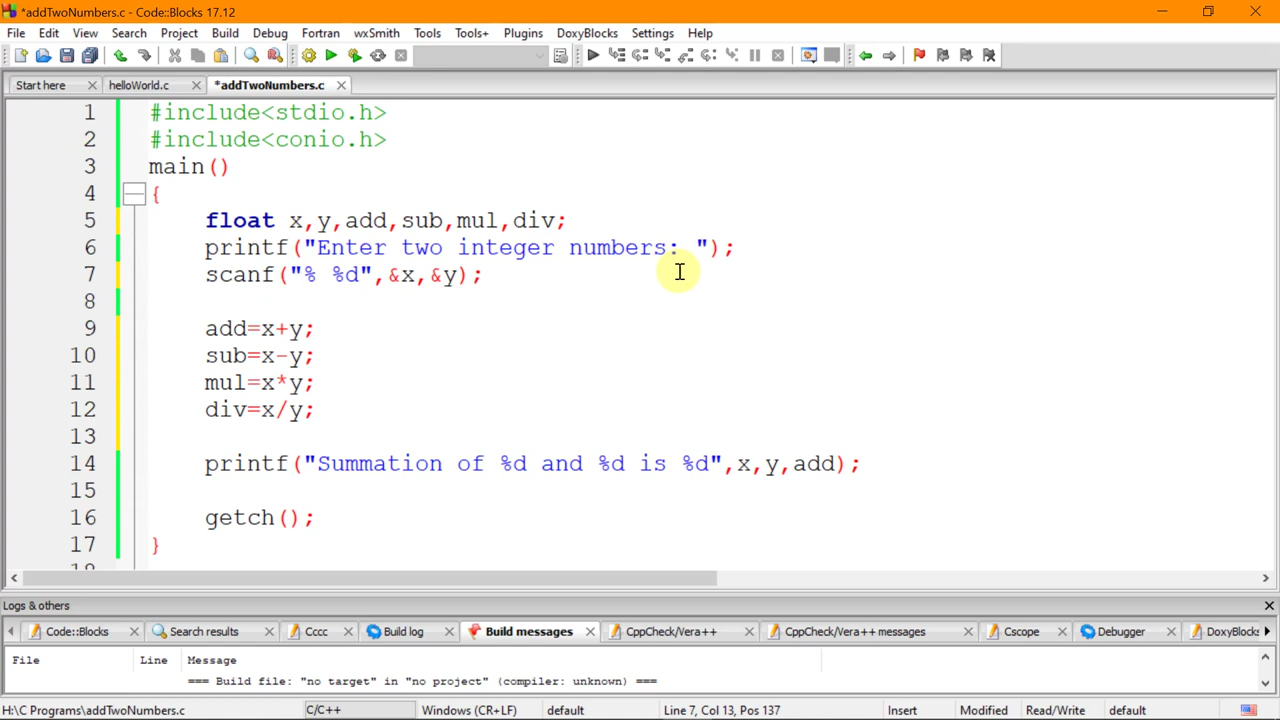 *addTwoNumbers.c - Code::Blocks 17.12
File Edit View Search Project Build Debug Fortran wxSmith Tools Tools+ Plugins DoxyBlocks Settings Help
Start here helloWorld.c *addTwoNumbers.c
1 #include<stdio.h>
2 #include<conio.h>
3 main()
4 {
5 float x,y,add,sub,mul,div;
6 printf("Enter two integer numbers: ");
7 scanf("% %d",&x,&y);
8
9 add=x+y;
10 sub=x-y;
11 mul=x*y;
12 div=x/y;
13
14 printf("Summation of %d and %d is %d",x,y,add);
15
16 getch();
17 }
Logs & others
Code::Blocks Search results Cccc Build log Build messages CppCheck/Vera++ CppCheck/Vera++ messages Cscope Debugger DoxyBlocks
File Line Message
=== Build file: "no target" in "no project" (compiler: unknown) ===
H:\C Programs\addTwoNumbers.c C/C++ Windows (CR+LF) default Line 7, Col 13, Pos 137 Insert Modified Read/Write default